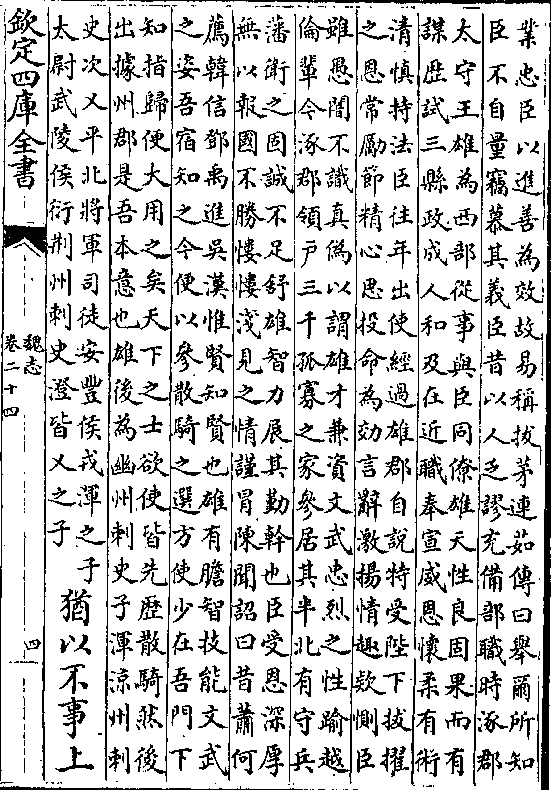 業忠臣以進善為效故易稱拔茅連茹傳曰舉爾所知
臣不自量竊慕其義臣昔以人乏謬充備部職時涿郡
太守王雄為西部從事與臣同僚雄天性良固果而有
謀歷試三縣政成人和及在近職奉宣威恩懷柔有術
清慎持法臣往年出使經過雄郡自說特受陛下拔擢
之恩常勵節精心思投命為効言辭激揚情趣款惻臣
雖愚闇不識真偽以謂雄才兼資文武忠烈之性踰越
倫輩今涿郡領戶三千孤寡之家參居其半北有守兵
藩衛之固誠不足舒雄智力展其勤幹也臣受恩深厚
無以報國不勝慺慺淺見之情謹冒陳聞詔曰昔蕭何
薦韓信鄧禹進吳漢惟賢知賢也雄有膽智技能文武
之姿吾宿知之今便以參散騎之選方使少在吾門下
知指歸便大用之矣天下之士欲使皆先歷散騎然後
出據州郡是吾本意也雄後為幽州刺史子渾涼州刺
史次乂平北將軍司徒安豐侯戎渾之子
太尉武陵侯衍荊州刺史澄皆乂之子
猶以不事上
欽定四庫全書
魏志
卷二十四
四